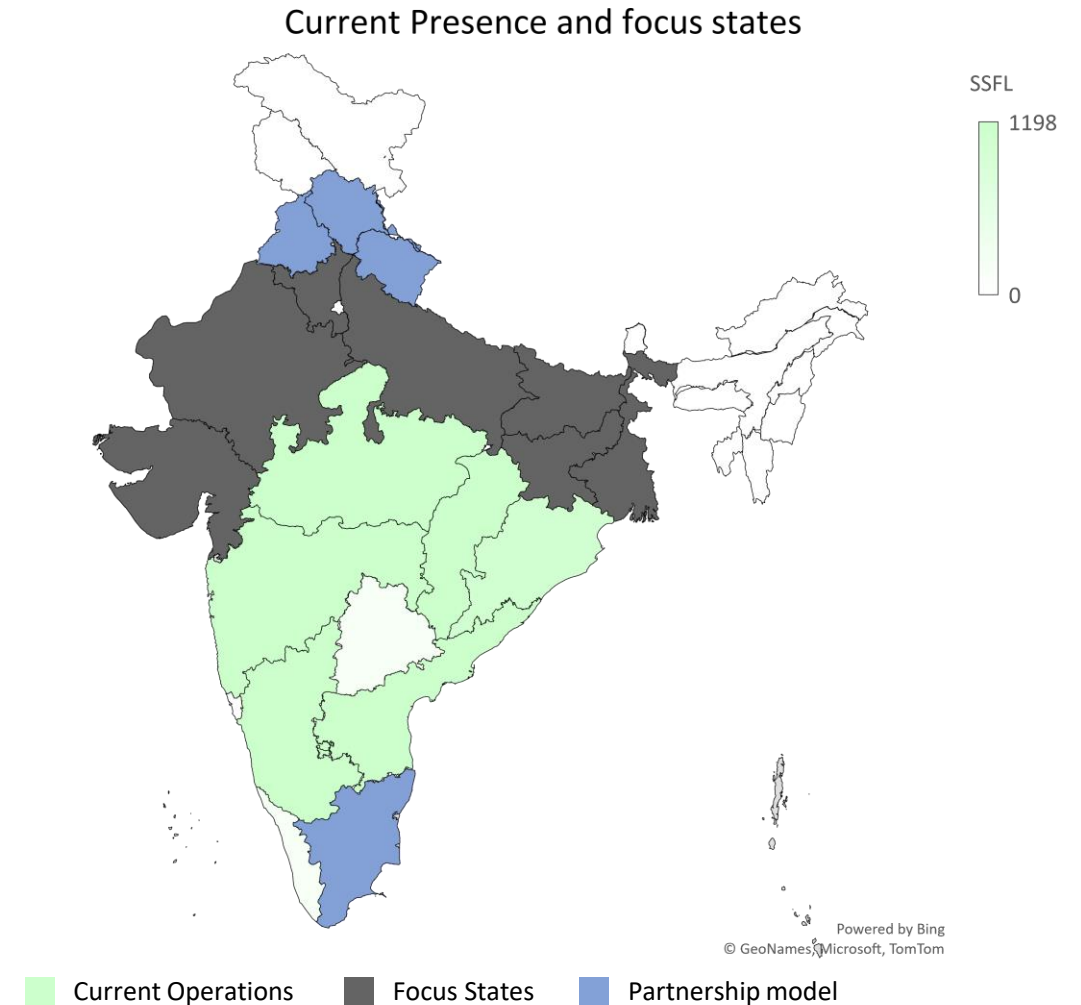 Current Presence and focus states
SSFL
1198
0
Powered by Bing
© GeoNames, Microsoft, TomTom
Current Operations
Focus States
Partnership model